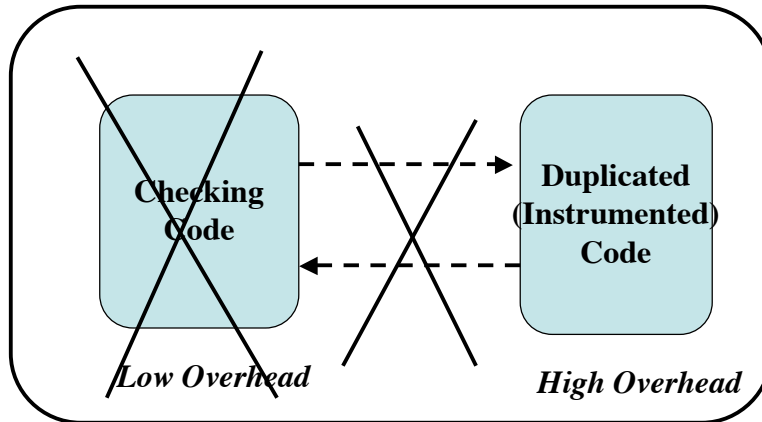 Checking
Code
Duplicated
(Instrumented)
Code
Low Overhead
High Overhead